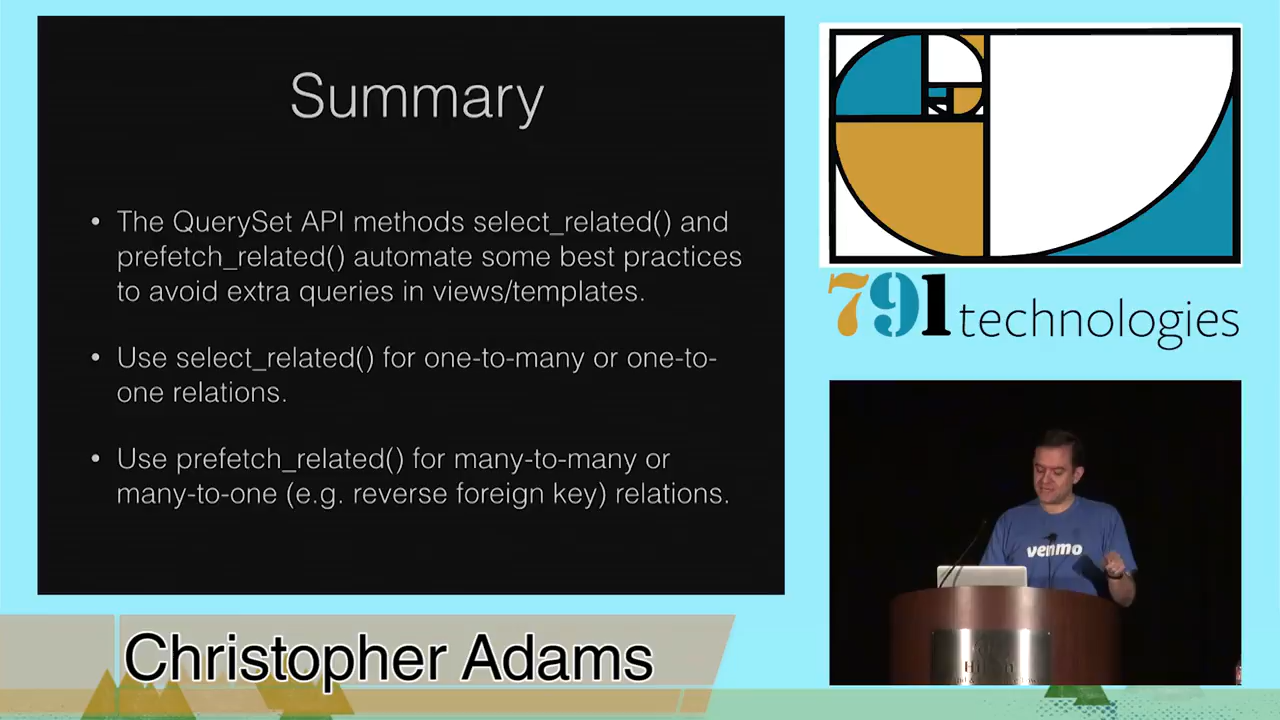 Summary
• The QuerySet API methods select_related() and
prefetch_related() automate some best practices
to avoid extra queries in views/templates.
• Use select_related() for one-to-many or one-to-
one relations.
• Use prefetch_related() for many-to-many or
many-to-one (e.g. reverse foreign key) relations.
791 technologies
venmo
Christopher Adams